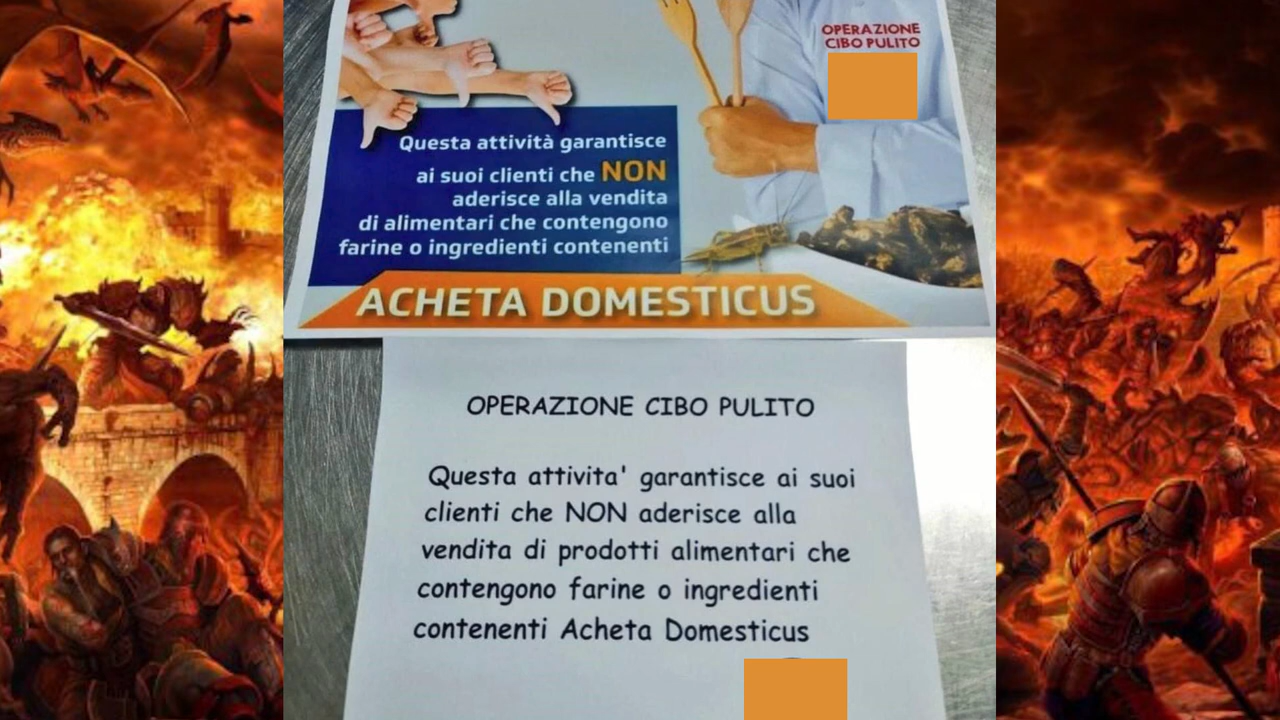 OPERAZIONE
CIBO PULITO
Questa attività garantisce
ai suoi clienti che NON
aderisce alla vendita
di alimentari che contengono
farine o ingredienti contenenti
ACHETA DOMESTICUS
OPERAZIONE CIBO PULITO
Questa attivita' garantisce ai suoi
clienti che NON aderisce alla
vendita di prodotti alimentari che
contengono farine o ingredienti
contenenti Acheta Domesticus